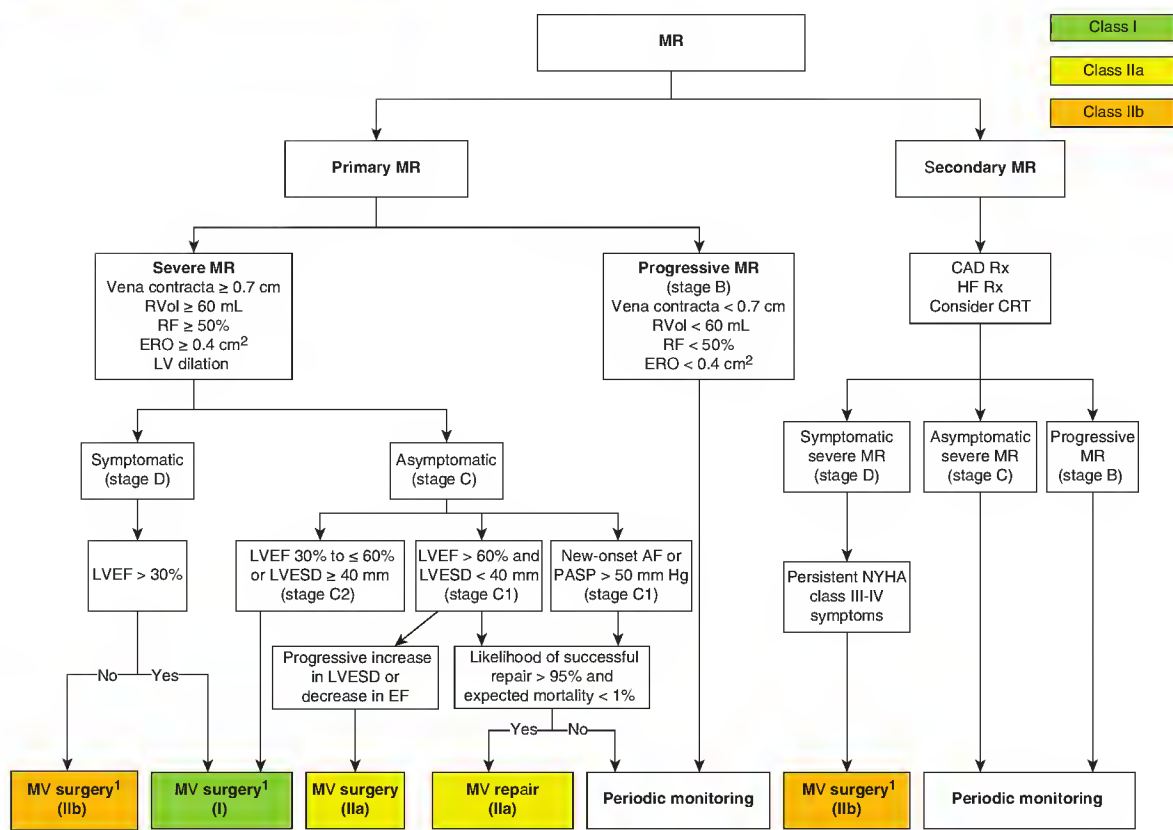 MR
Class I
Class IIa
Class IIb
Primary MR
Secondary MR
Severe MR
Vena contracta ≥ 0.7 cm
RVol ≥ 60 mL
RF ≥ 50%
ERO ≥ 0.4 cm²
LV dilation
Progressive MR
(stage B)
Vena contracta < 0.7 cm
RVol < 60 mL
RF < 50%
ERO < 0.4 cm²
CAD Rx
HF Rx
Consider CRT
Symptomatic
(stage D)
Asymptomatic
(stage C)
Symptomatic
severe MR
(stage D)
Asymptomatic
severe MR
(stage C)
Progressive
MR
(stage B)
LVEF > 30%
LVEF 30% to ≤ 60%
or LVESD ≥ 40 mm
(stage C2)
LVEF > 60% and
LVESD < 40 mm
(stage C1)
New-onset AF or
PASP > 50 mm Hg
(stage C1)
Persistent NYHA
class III-IV
symptoms
Progressive increase
in LVESD or
decrease in EF
Likelihood of successful
repair > 95% and
expected mortality < 1%
No
Yes
Yes
No
MV surgery¹
(IIb)
MV surgery¹
(I)
MV surgery
(IIa)
MV repair
(IIa)
Periodic monitoring
MV surgery¹
(IIb)
Periodic monitoring